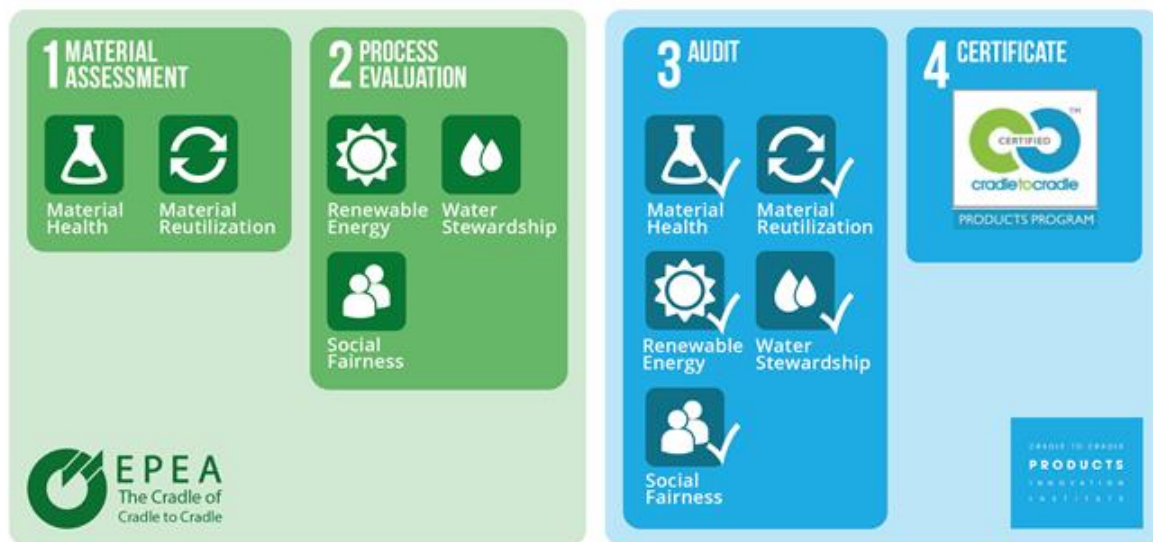 1 MATERIAL
ASSESSMENT
Material
Health
Material
Reutilization
2 PROCESS
EVALUATION
Renewable
Energy
Water
Stewardship
Social
Fairness
EPEA
The Cradle of
Cradle to Cradle
3 AUDIT
Material
Health
Material
Reutilization
Renewable
Energy
Water
Stewardship
Social
Fairness
4 CERTIFICATE
TM
CERTIFIED
cradletocradle
PRODUCTS PROGRAM
CRADLE TO CRADLE
PRODUCTS
INNOVATION
INSTITUTE